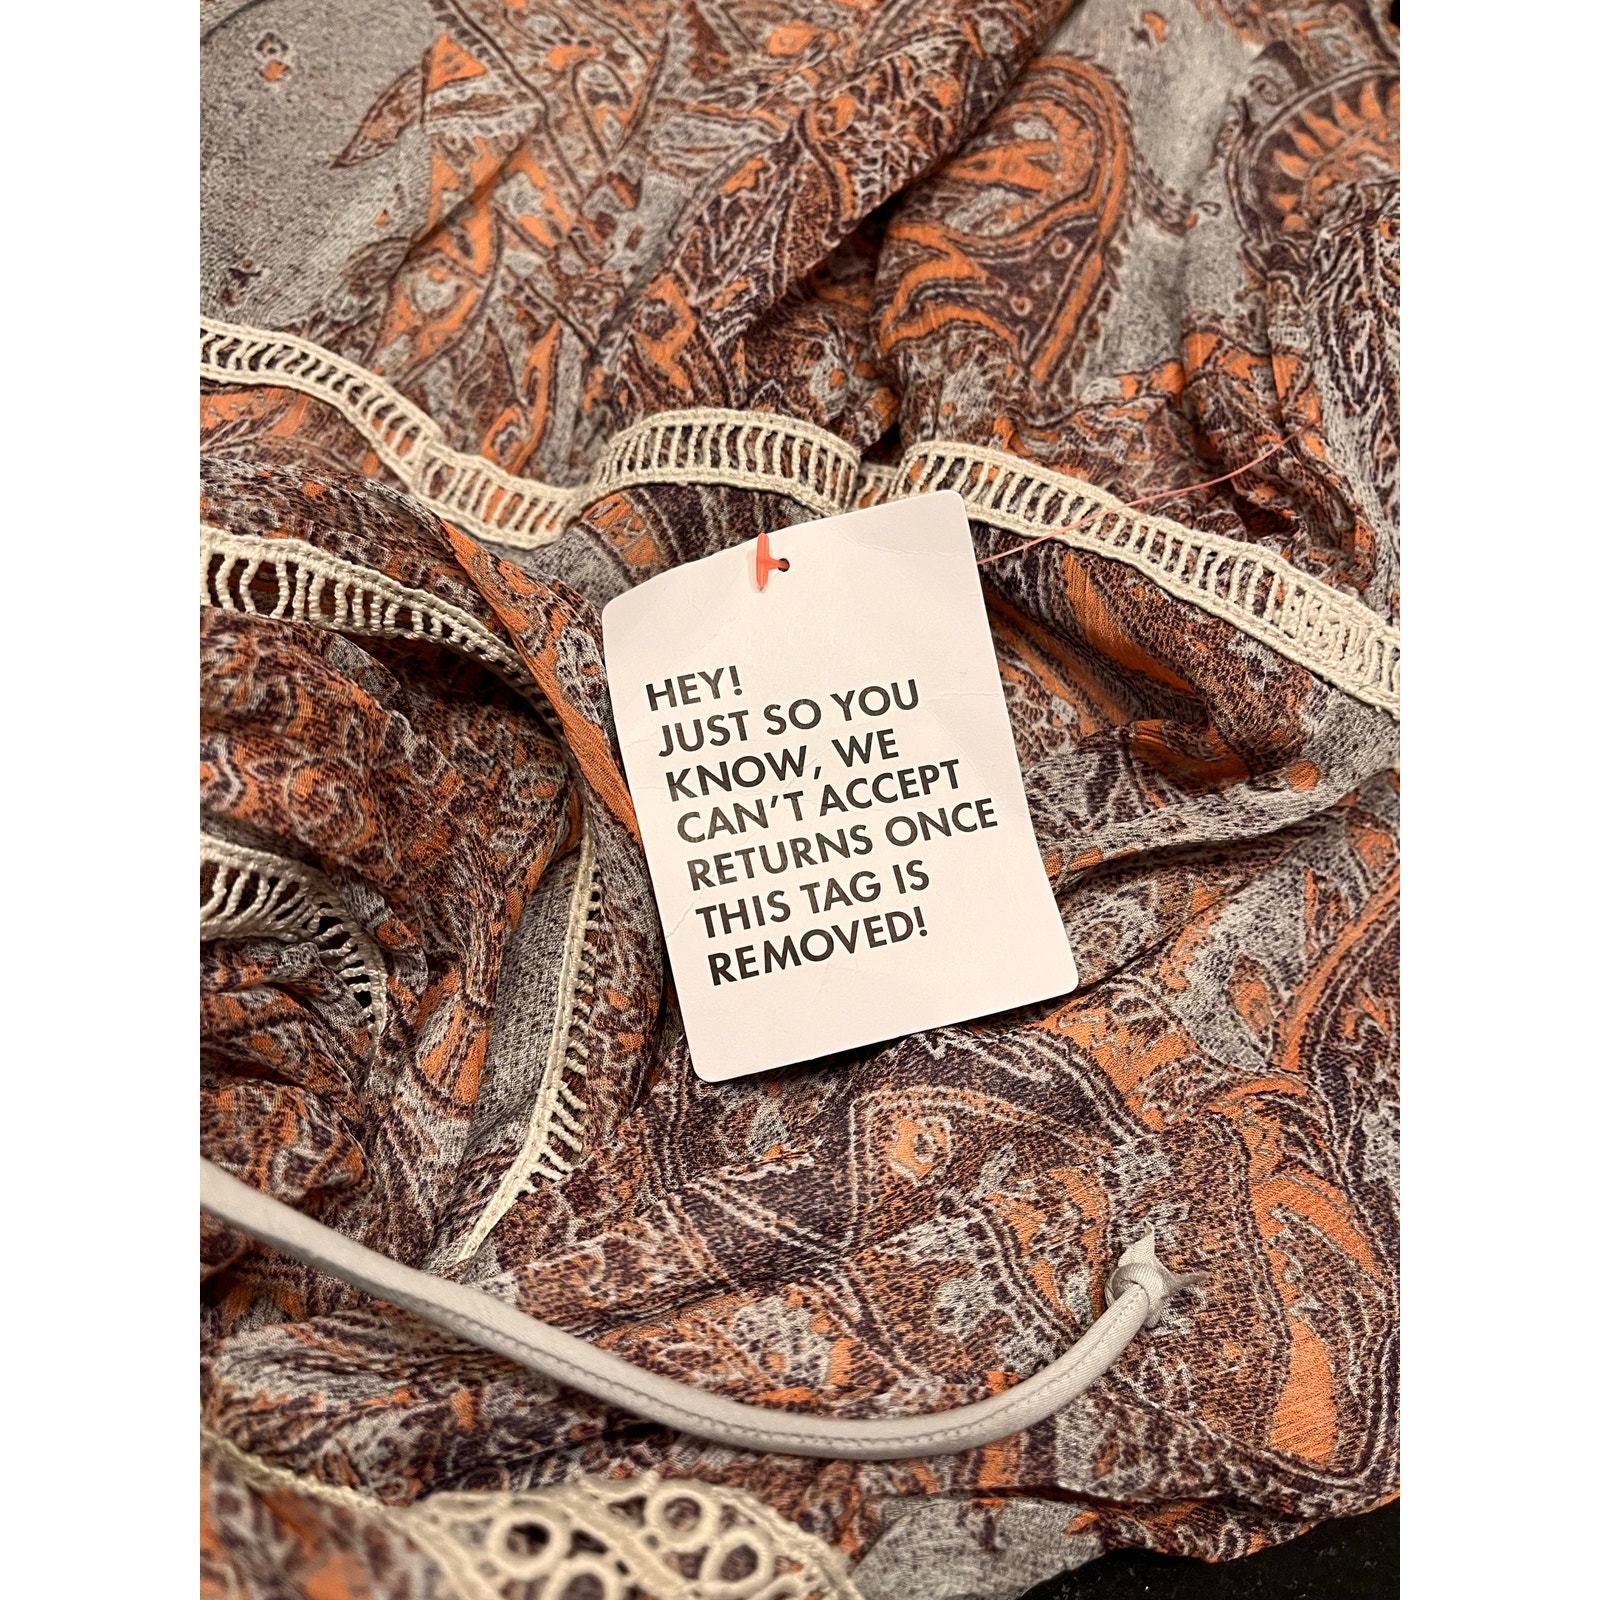 HEY!
JUST SO YOU
KNOW, WE
CAN'T ACCEPT
RETURNS ONCE
THIS TAG IS
REMOVED!